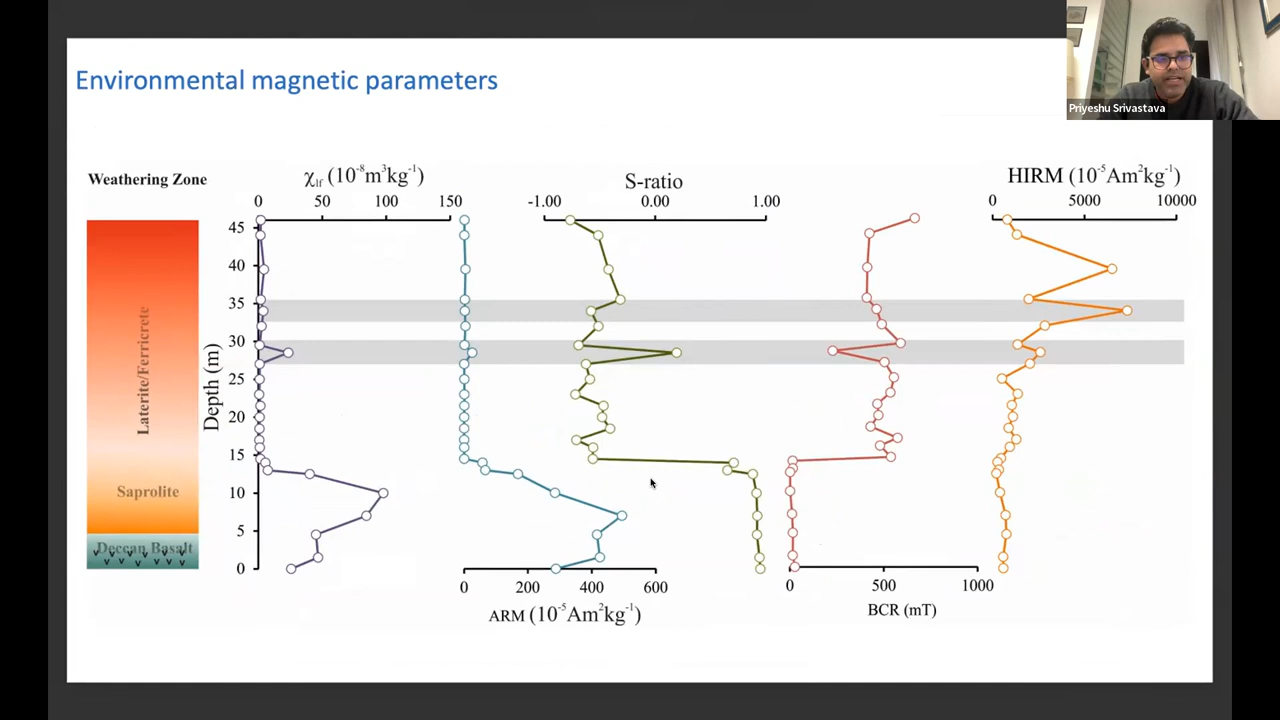 Environmental magnetic parameters
Priyeshu Srivastava
Weathering Zone
χlf (10-8m3kg-1)
S-ratio
HIRM (10-5Am2kg-1)
0 50 100 150
-1.00 0.00 1.00
0 5000 10000
Depth (m)
45
40
35
30
25
20
15
10
5
0
Laterite/Ferricrete
Saprolite
Deccan Basalt
0 200 400 600
ARM (10-5Am2kg-1)
0 500 1000
BCR (mT)